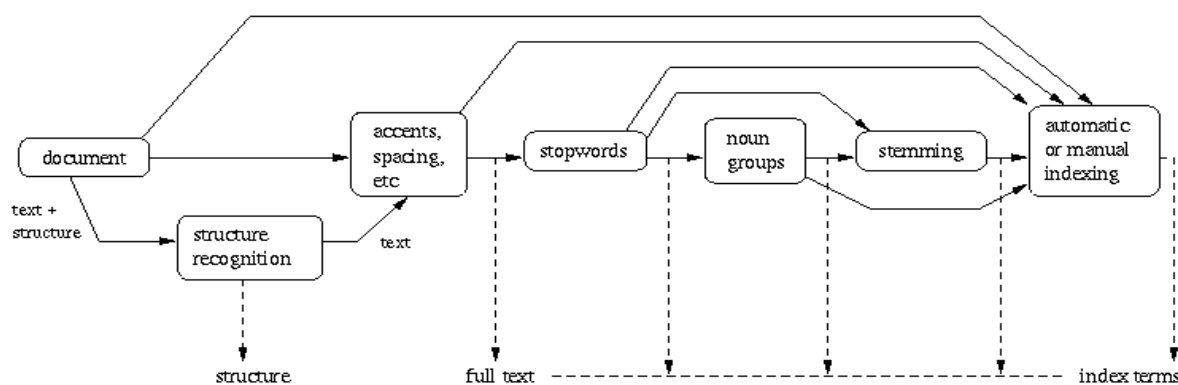 document
text +
structure
structure
recognition
text
accents,
spacing,
etc
stopwords
noun
groups
stemming
automatic
or manual
indexing
structure
full text
index terms